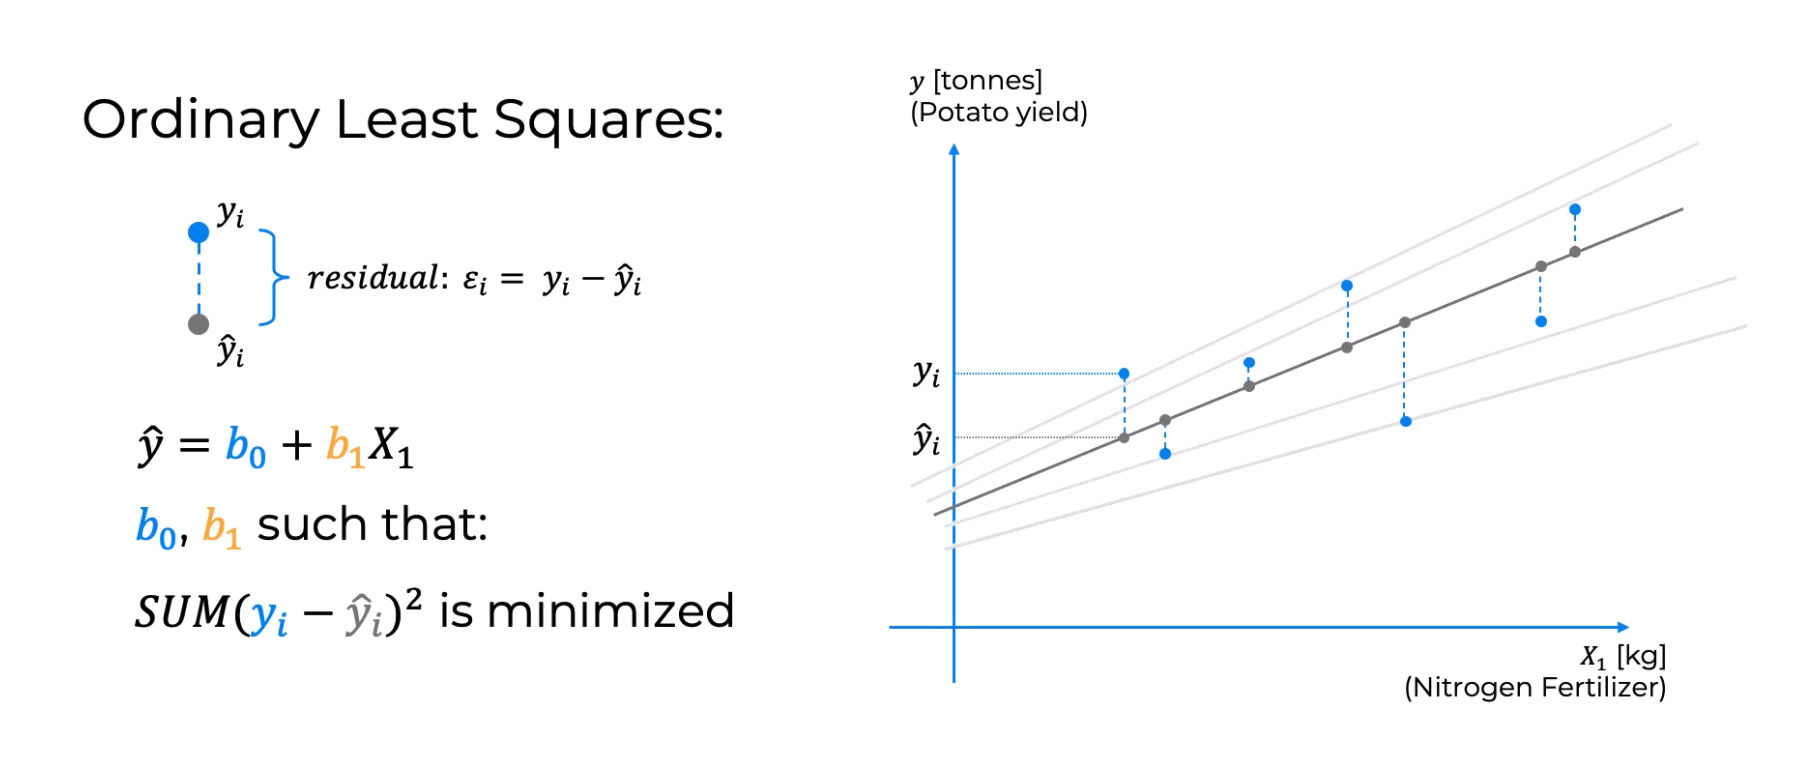 Ordinary Least Squares:
yᵢ
residual: εᵢ = yᵢ − ŷᵢ
ŷᵢ
ŷ = b₀ + b₁X₁
b₀, b₁ such that:
SUM(yᵢ − ŷᵢ)² is minimized
y [tonnes]
(Potato yield)
yᵢ
ŷᵢ
X₁ [kg]
(Nitrogen Fertilizer)